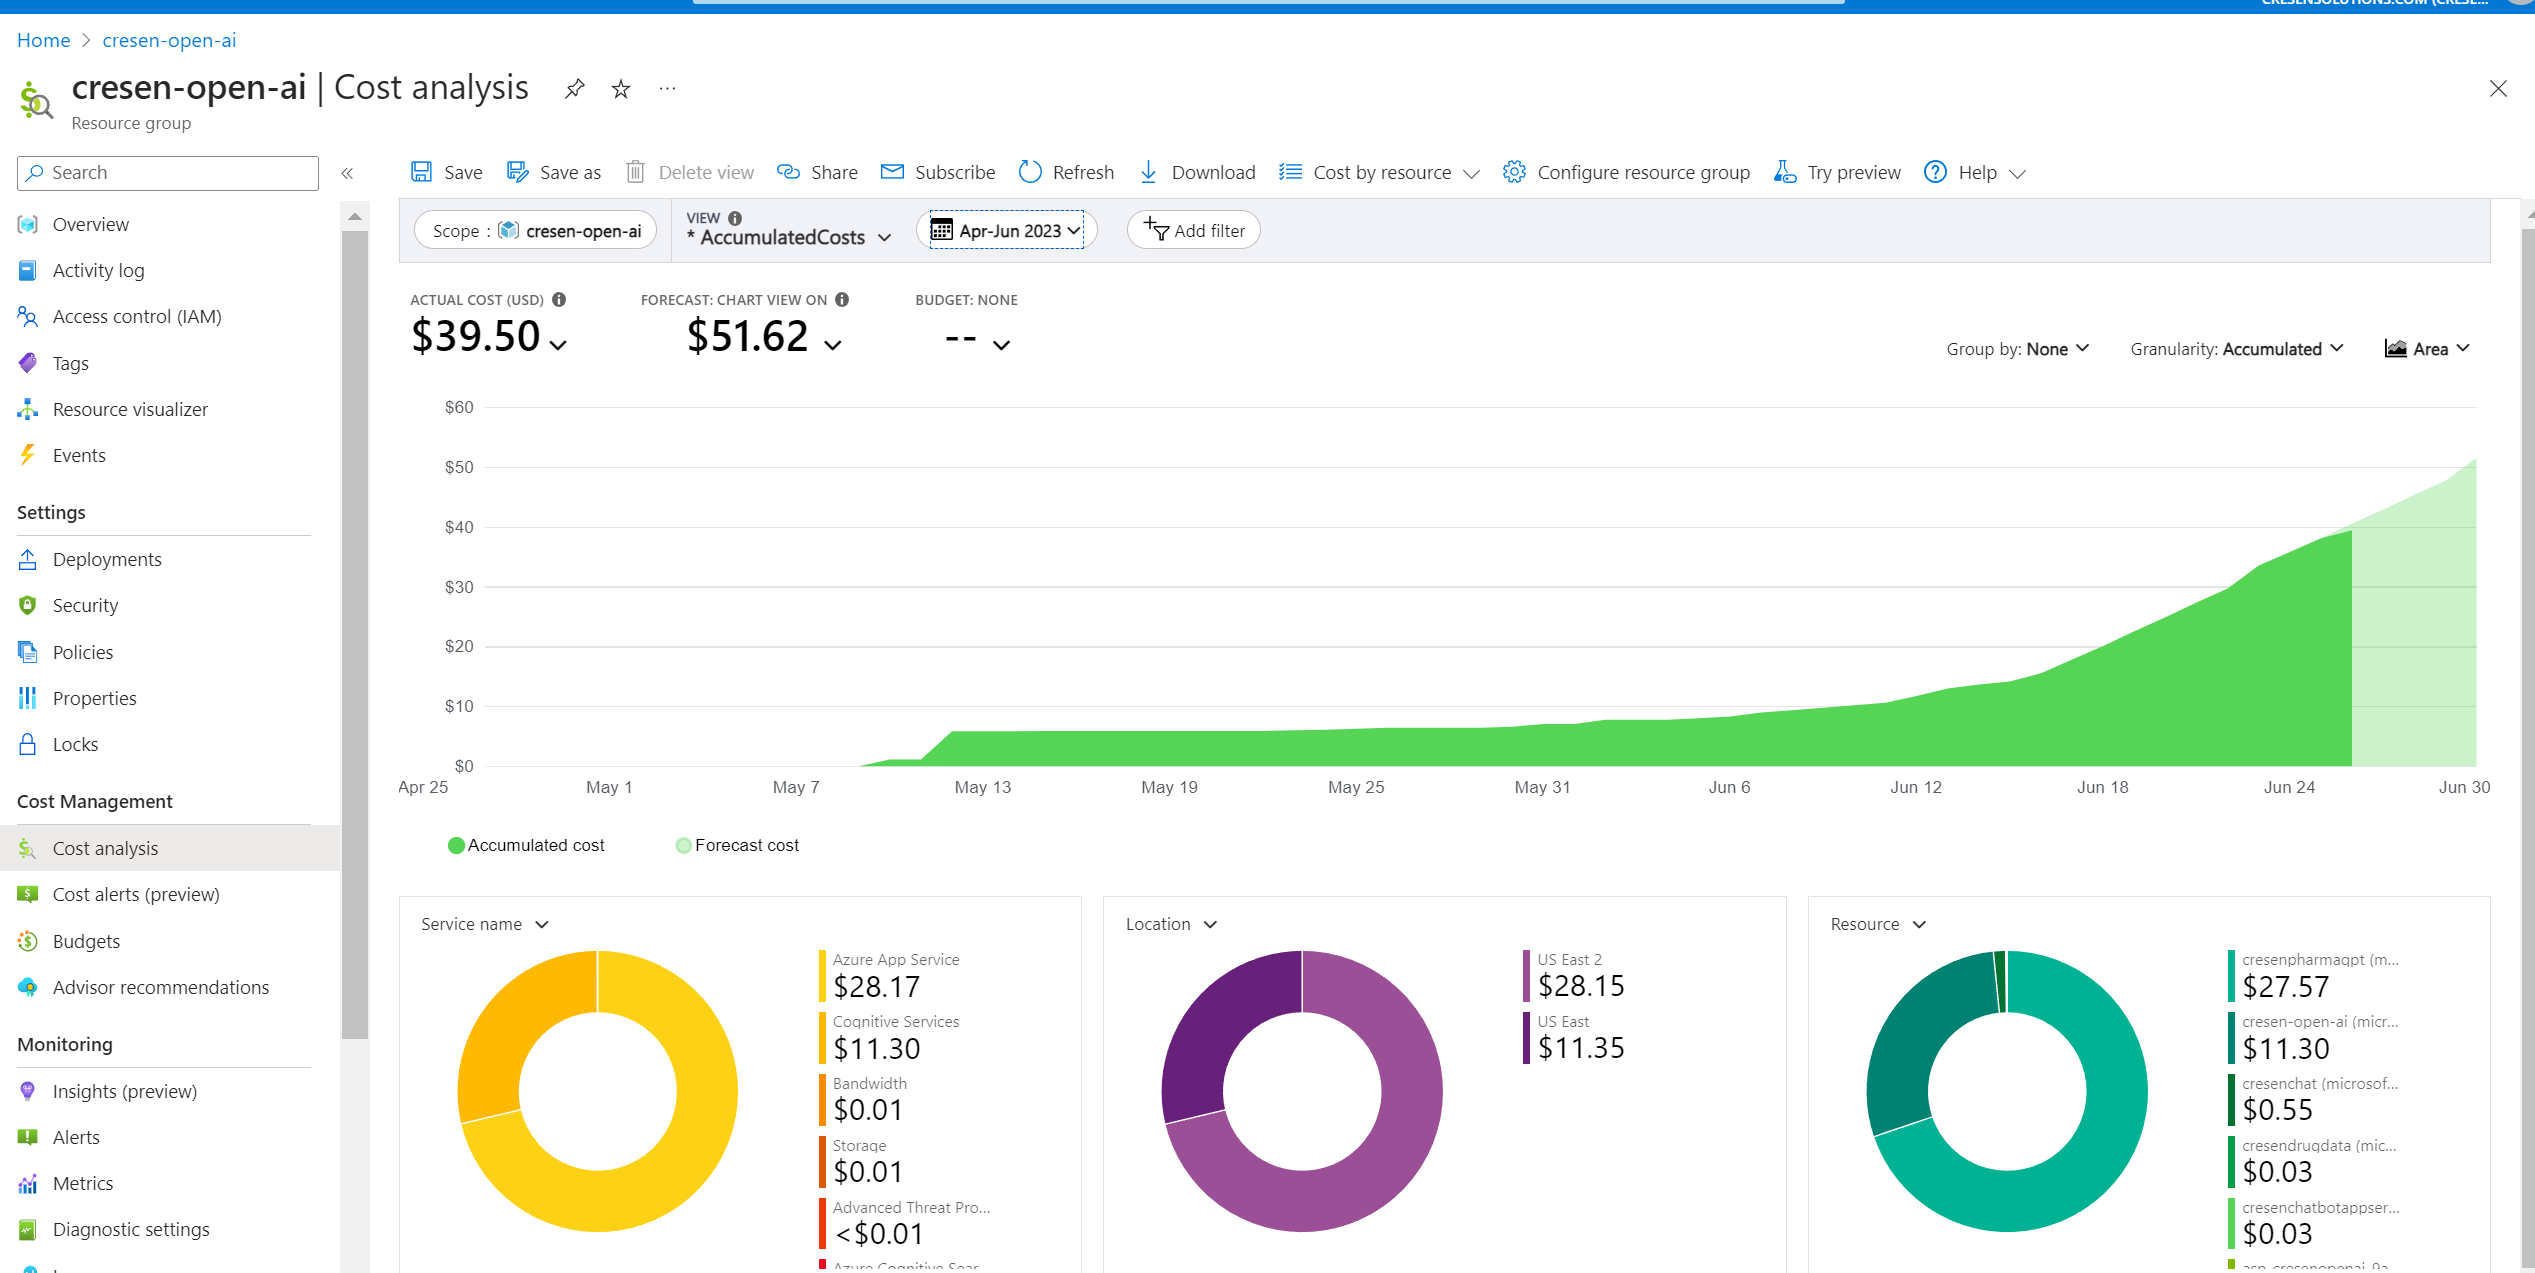 Home > cresen-open-ai
cresen-open-ai | Cost analysis
Resource group
Search
Overview
Activity log
Access control (IAM)
Tags
Resource visualizer
Events
Settings
Deployments
Security
Policies
Properties
Locks
Cost Management
Cost analysis
Cost alerts (preview)
Budgets
Advisor recommendations
Monitoring
Insights (preview)
Alerts
Metrics
Diagnostic settings
Save Save as Delete view Share Subscribe Refresh Download Cost by resource Configure resource group Try preview Help
Scope : cresen-open-ai
VIEW
* AccumulatedCosts
Apr-Jun 2023
Add filter
ACTUAL COST (USD)
$39.50
FORECAST: CHART VIEW ON
$51.62
BUDGET: NONE
--
Group by: None Granularity: Accumulated Area
$60
$50
$40
$30
$20
$10
$0
Apr 25 May 1 May 7 May 13 May 19 May 25 May 31 Jun 6 Jun 12 Jun 18 Jun 24 Jun 30
Accumulated cost Forecast cost
Service name
Azure App Service
$28.17
Cognitive Services
$11.30
Bandwidth
$0.01
Storage
$0.01
Advanced Threat Pro...
<$0.01
Location
US East 2
$28.15
US East
$11.35
Resource
cresenpharmagpt (m...
$27.57
cresen-open-ai (micr...
$11.30
cresenchat (microsof...
$0.55
cresendrugdata (mic...
$0.03
cresenchatbotappser...
$0.03